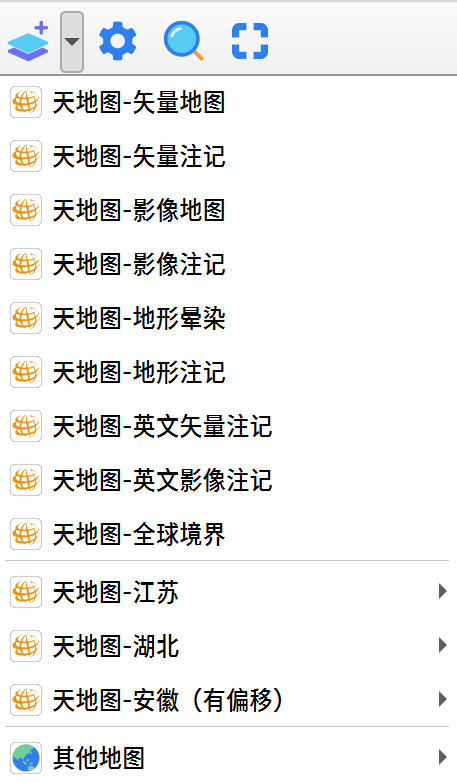 天地图-矢量地图
天地图-矢量注记
天地图-影像地图
天地图-影像注记
天地图-地形晕染
天地图-地形注记
天地图-英文矢量注记
天地图-英文影像注记
天地图-全球境界
天地图-江苏
天地图-湖北
天地图-安徽（有偏移）
其他地图